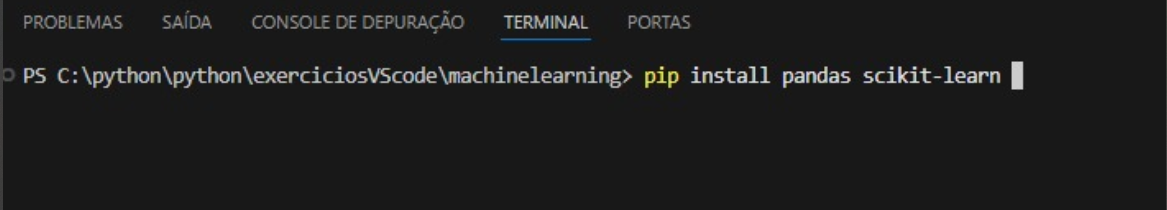 PROBLEMAS SAÍDA CONSOLE DE DEPURAÇÃO TERMINAL PORTAS
PS C:\python\python\exerciciosVScode\machinelearning> pip install pandas scikit-learn